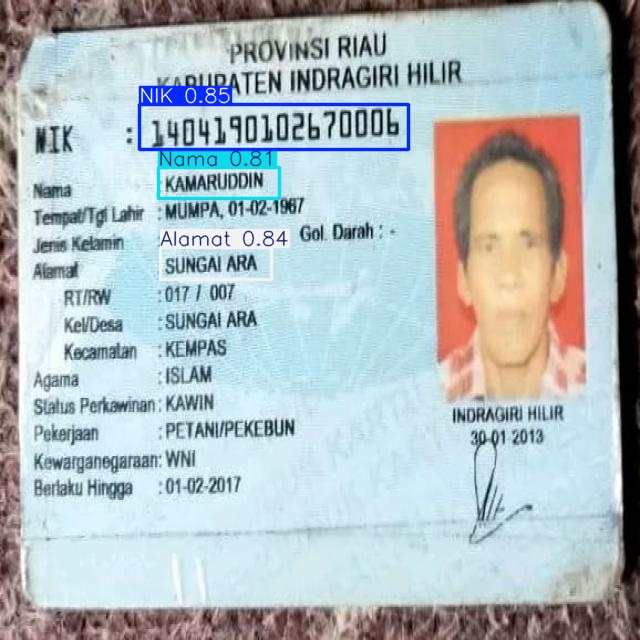 PROVINSI RIAU
KABUPATEN INDRAGIRI HILIR
NIK 0.85
NIK : 1404190102670006
Nama 0.81
Nama : KAMARUDDIN
Tempat/Tgl Lahir : MUMPA, 01-02-1967
Alamat 0.84
Jenis Kelamin Gol. Darah : -
Alamat SUNGAI ARA
RT/RW : 017 / 007
Kel/Desa : SUNGAI ARA
Kecamatan : KEMPAS
Agama : ISLAM
Status Perkawinan : KAWIN
Pekerjaan : PETANI/PEKEBUN
Kewarganegaraan: WNI
Berlaku Hingga : 01-02-2017
INDRAGIRI HILIR
30-01-2013